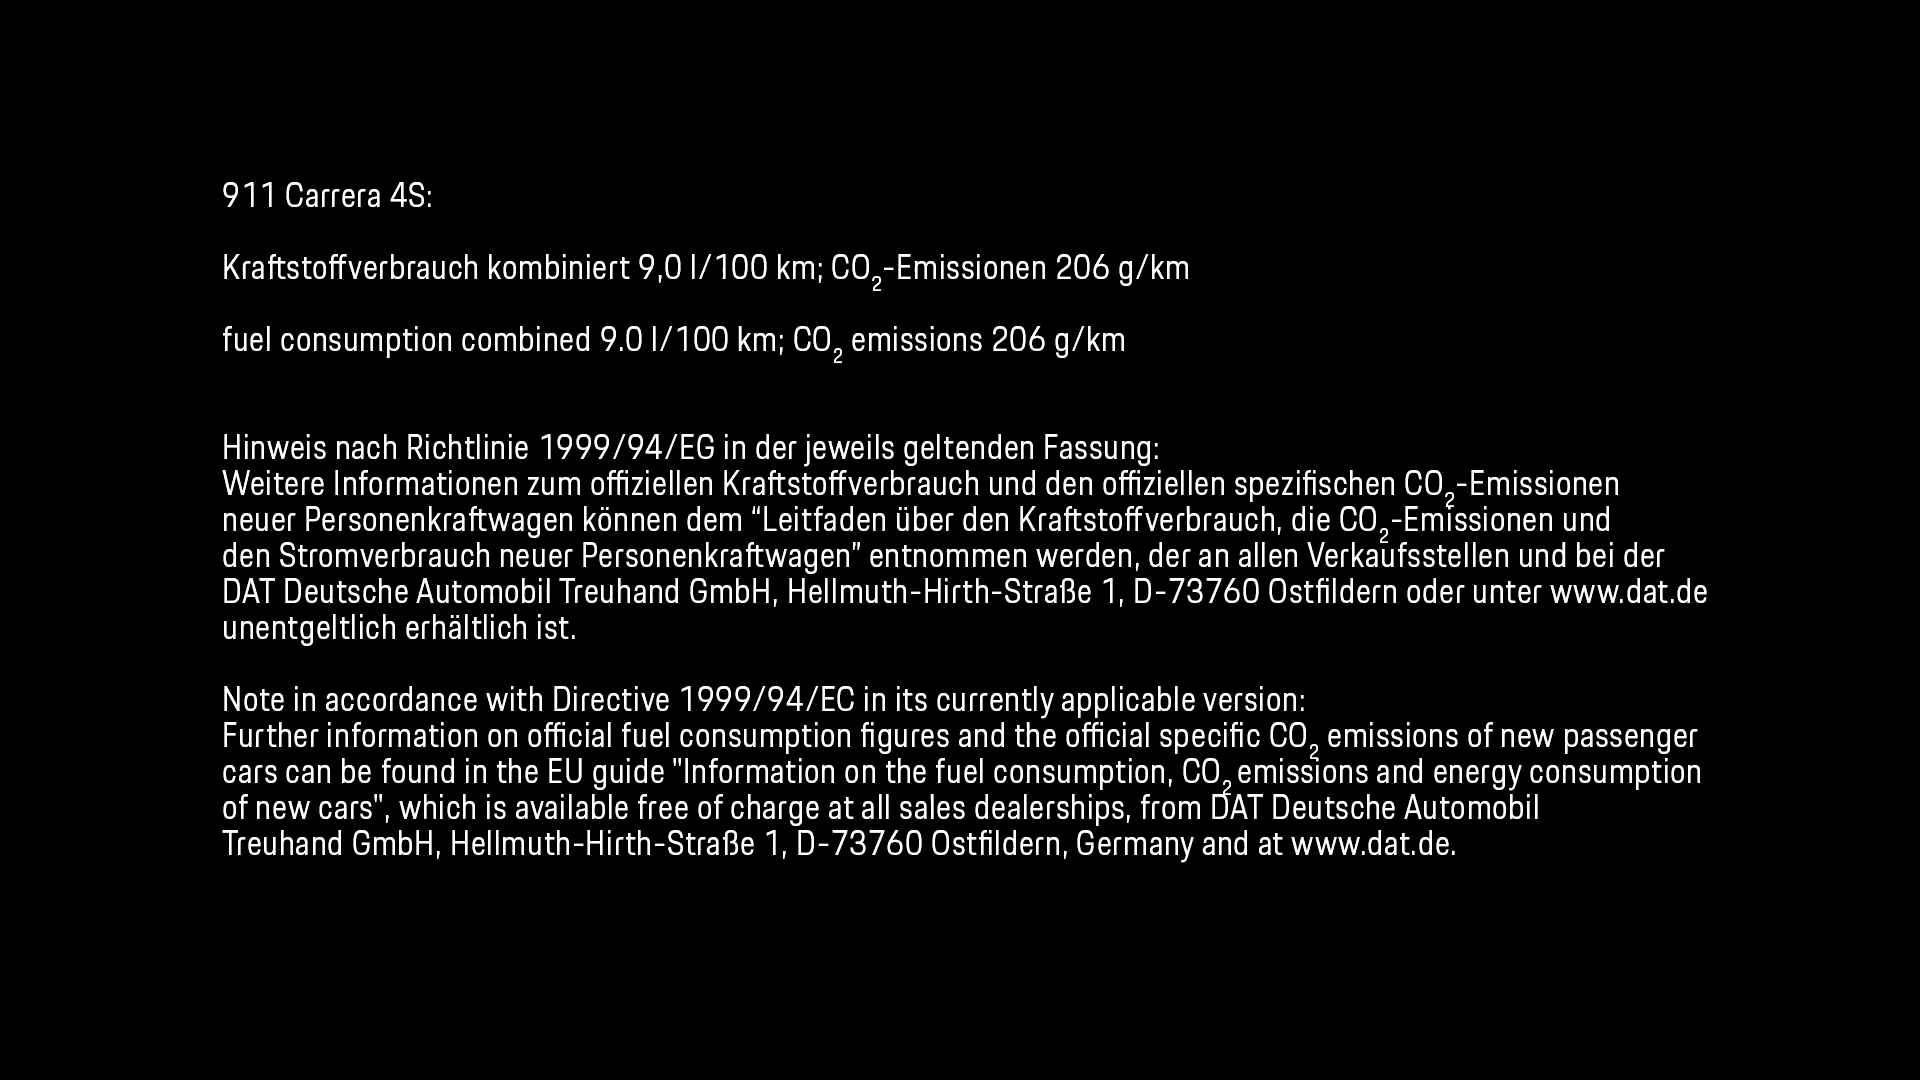 911 Carrera 4S:
Kraftstoffverbrauch kombiniert 9,0 l/100 km; CO₂-Emissionen 206 g/km
fuel consumption combined 9.0 l/100 km; CO₂ emissions 206 g/km
Hinweis nach Richtlinie 1999/94/EG in der jeweils geltenden Fassung:
Weitere Informationen zum offiziellen Kraftstoffverbrauch und den offiziellen spezifischen CO₂-Emissionen
neuer Personenkraftwagen können dem “Leitfaden über den Kraftstoffverbrauch, die CO₂-Emissionen und
den Stromverbrauch neuer Personenkraftwagen” entnommen werden, der an allen Verkaufsstellen und bei der
DAT Deutsche Automobil Treuhand GmbH, Hellmuth-Hirth-Straße 1, D-73760 Ostfildern oder unter www.dat.de
unentgeltlich erhältlich ist.
Note in accordance with Directive 1999/94/EC in its currently applicable version:
Further information on official fuel consumption figures and the official specific CO₂ emissions of new passenger
cars can be found in the EU guide "Information on the fuel consumption, CO₂ emissions and energy consumption
of new cars", which is available free of charge at all sales dealerships, from DAT Deutsche Automobil
Treuhand GmbH, Hellmuth-Hirth-Straße 1, D-73760 Ostfildern, Germany and at www.dat.de.